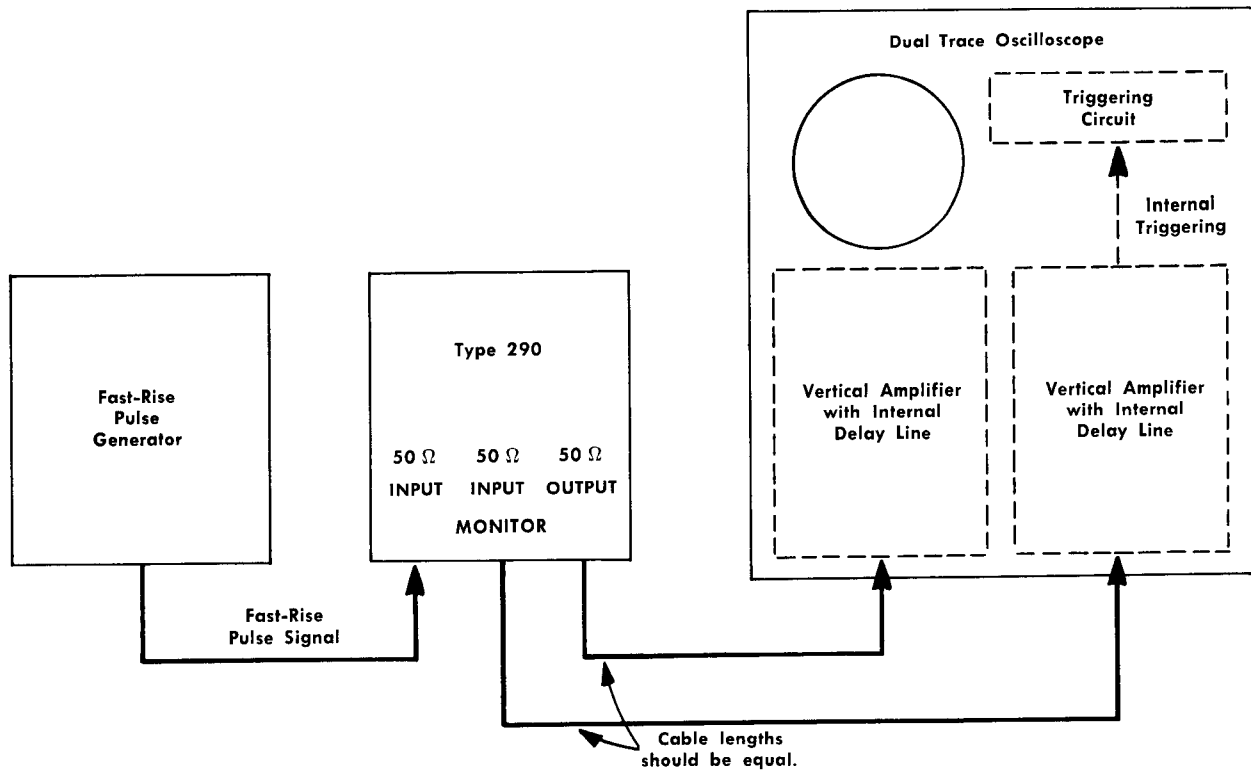 Dual Trace Oscilloscope
Triggering
Circuit
Internal
Triggering
Fast-Rise
Pulse
Generator
Type 290
50 Ω 50 Ω 50 Ω
INPUT INPUT OUTPUT
MONITOR
Vertical Amplifier
with Internal
Delay Line
Vertical Amplifier
with Internal
Delay Line
Fast-Rise
Pulse Signal
Cable lengths
should be equal.